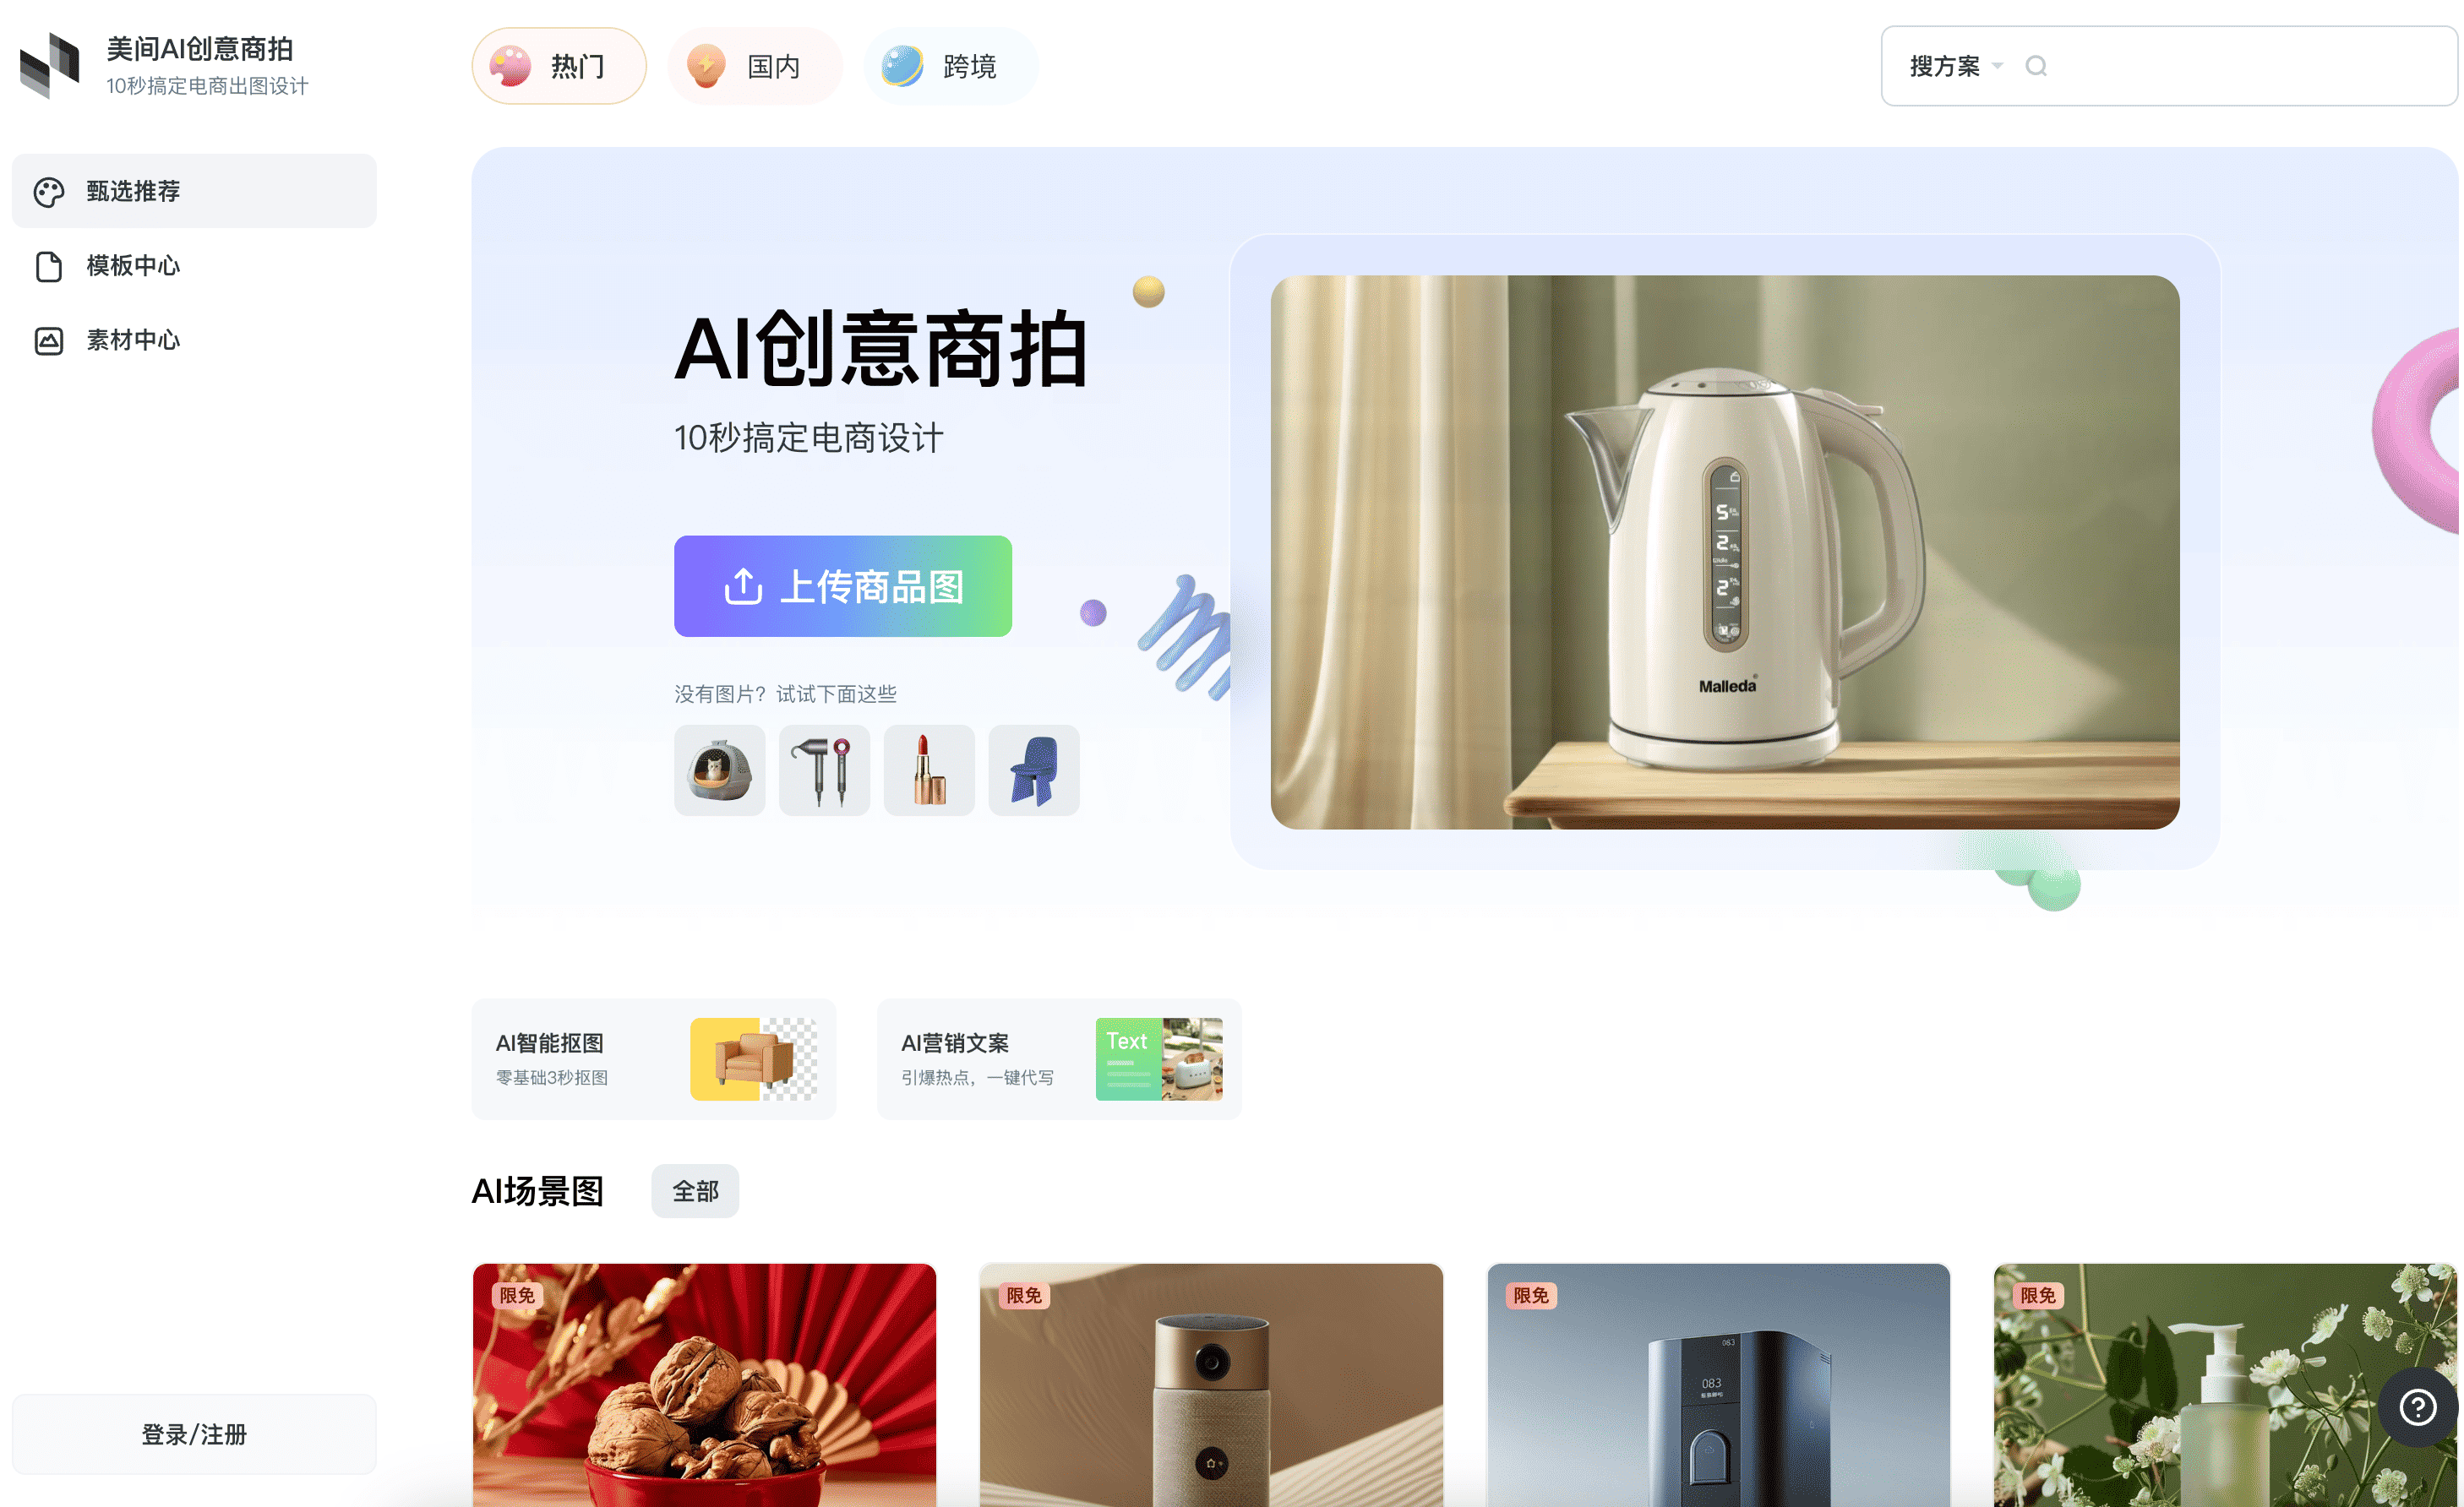 美间AI创意商拍
10秒搞定电商出图设计
热门
国内
跨境
搜方案
甄选推荐
模板中心
素材中心
AI创意商拍
10秒搞定电商设计
上传商品图
没有图片？试试下面这些
Malleda
AI智能抠图
零基础3秒抠图
AI营销文案
引爆热点，一键代写
Text
AI场景图
全部
限免
限免
限免
限免
083
083
登录/注册